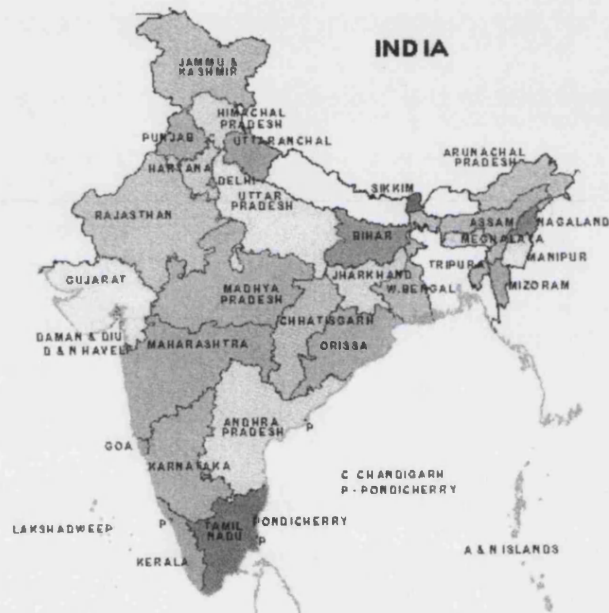 INDIA
JAMMU &
KASHMIR
HIMACHAL
PRADESH
PUNJAB
C
UTTARANCHAL
HARYANA
DELHI
ARUNACHAL
PRADESH
SIKKIM
UTTAR
PRADESH
RAJASTHAN
BIHAR
ASSAM
NAGALAND
MEGHALAYA
MANIPUR
TRIPURA
MIZORAM
GUJARAT
MADHYA
PRADESH
JHARKHAND
W.BENGAL
CHHATISGARH
DAMAN & DIU
D & N HAVELI
MAHARASHTRA
ORISSA
ANDHRA
PRADESH
P
GOA
KARNATAKA
C CHANDIGARH
P - PONDICHERRY
LAKSHADWEEP
P
TAMIL
NADU
PONDICHERRY
P
KERALA
A & N ISLANDS